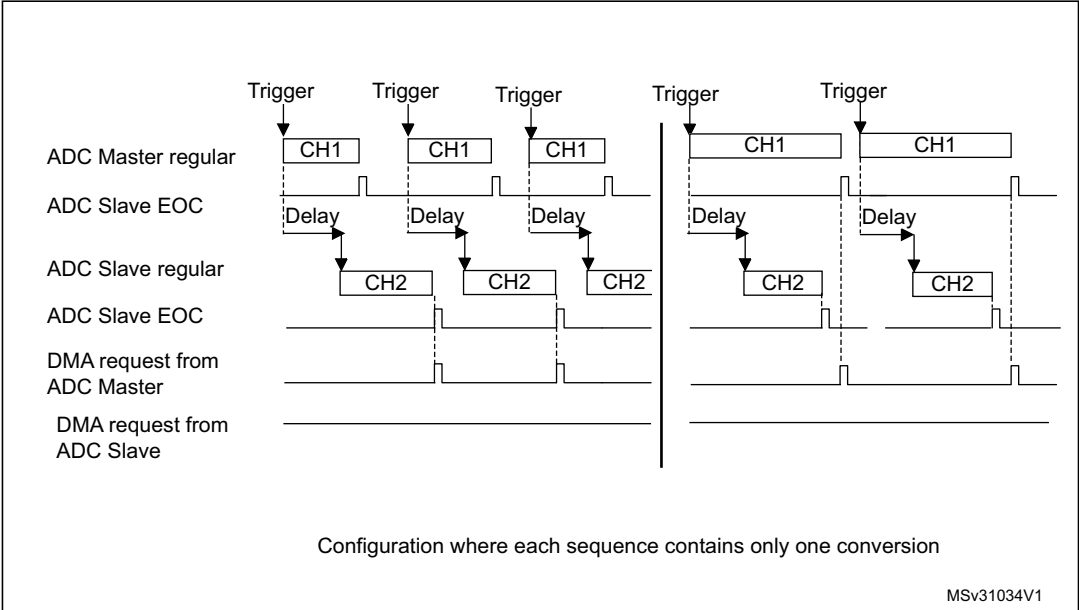 Trigger Trigger Trigger Trigger Trigger
ADC Master regular CH1 CH1 CH1 CH1 CH1
ADC Slave EOC
Delay Delay Delay Delay Delay
ADC Slave regular CH2 CH2 CH2 CH2 CH2
ADC Slave EOC
DMA request from
ADC Master
DMA request from
ADC Slave
Configuration where each sequence contains only one conversion
MSv31034V1